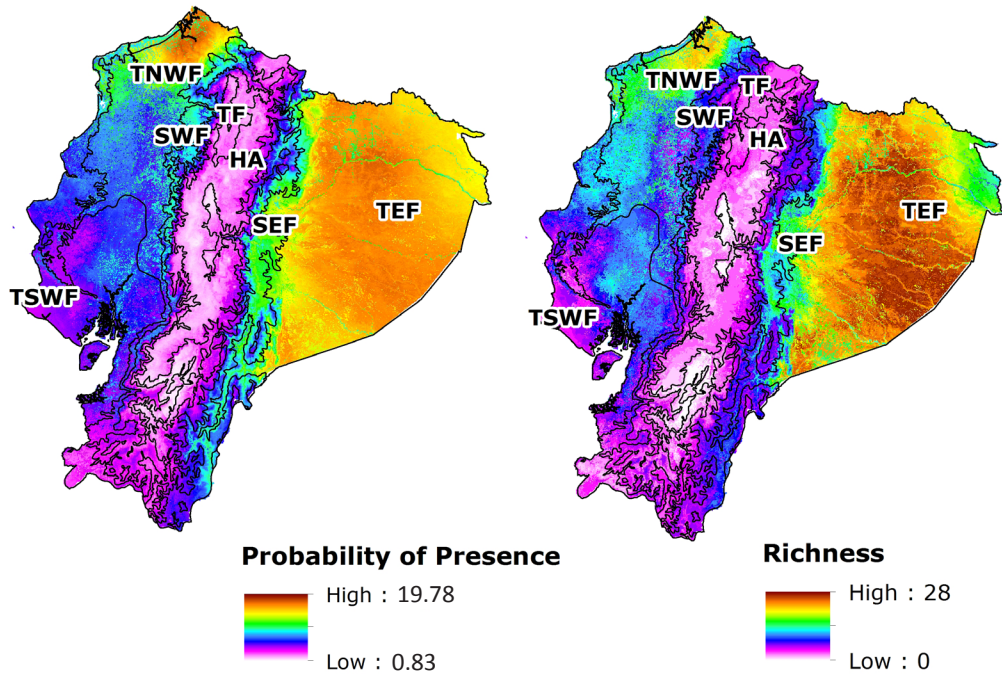 TNWF
TF
SWF
HA
SEF
TEF
TSWF
TNWF
TF
SWF
HA
TEF
SEF
TSWF
Probability of Presence
High : 19.78
Low : 0.83
Richness
High : 28
Low : 0